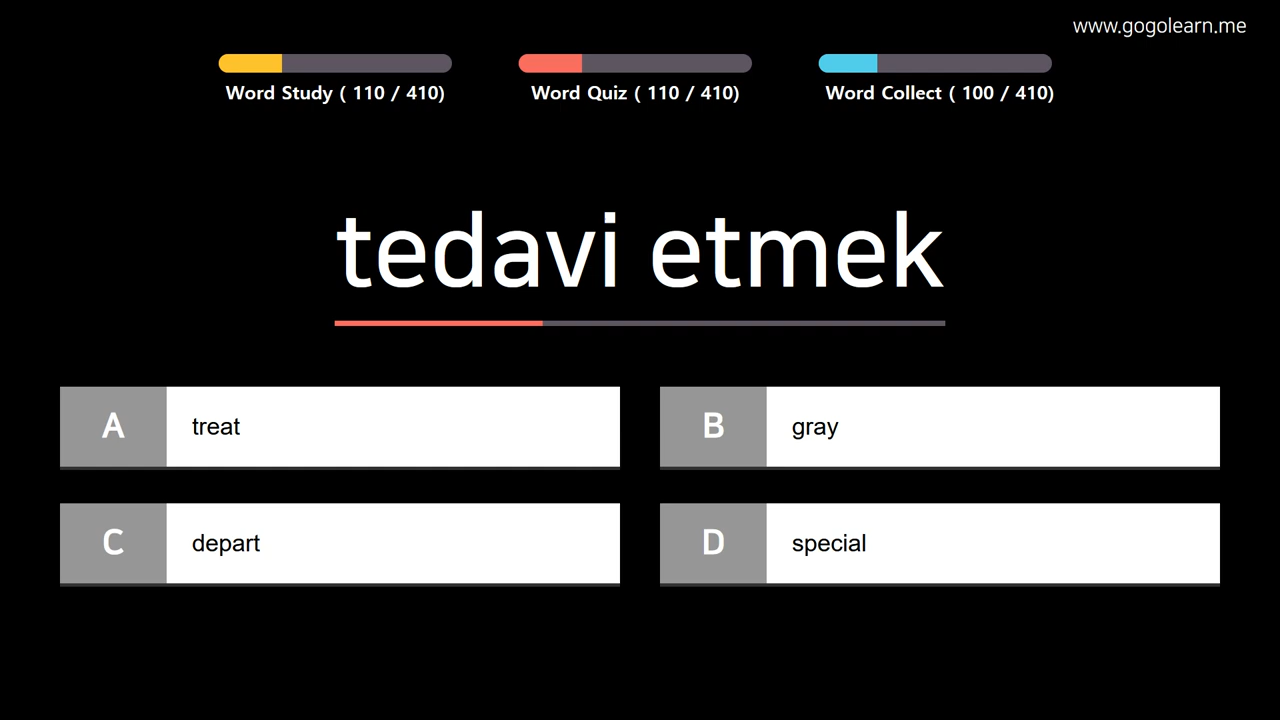 www.gogolearn.me
Word Study ( 110 / 410)
Word Quiz ( 110 / 410)
Word Collect ( 100 / 410)
tedavi etmek
A treat
B gray
C depart
D special